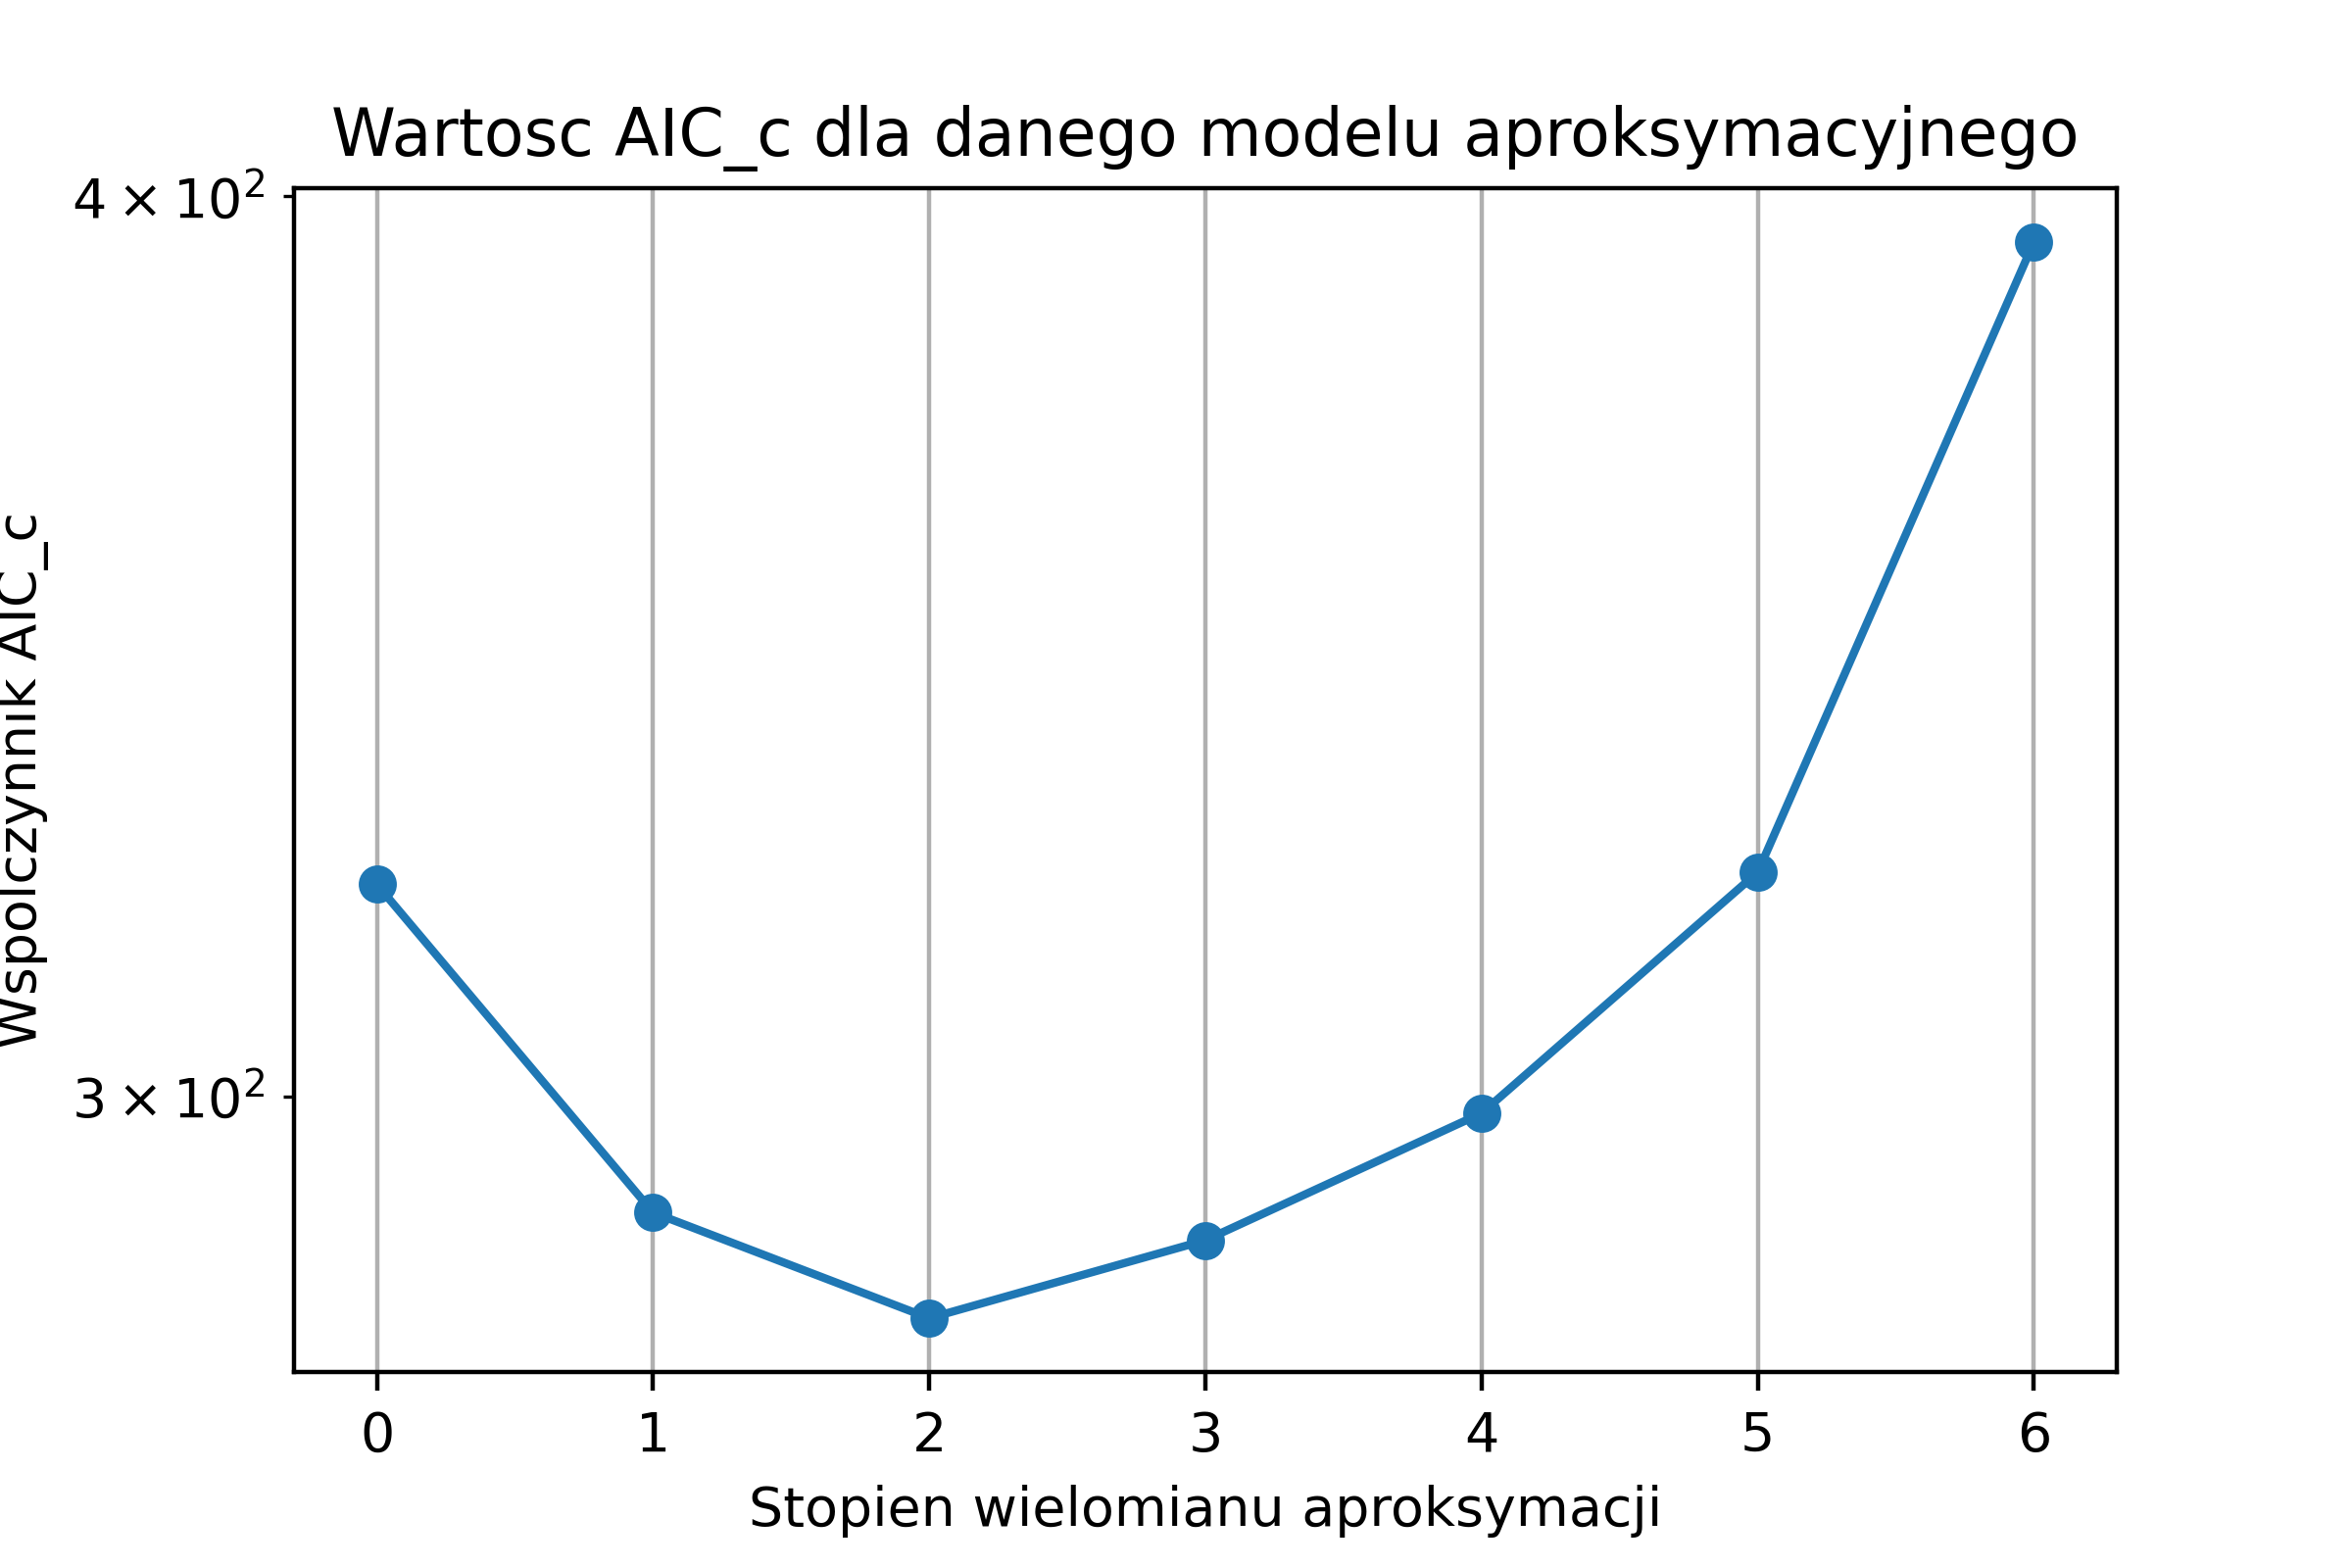 Wartosc AIC_c dla danego modelu aproksymacyjnego
4 × 10²
3 × 10²
Wspolczynnik AIC_c
0 1 2 3 4 5 6
Stopien wielomianu aproksymacji